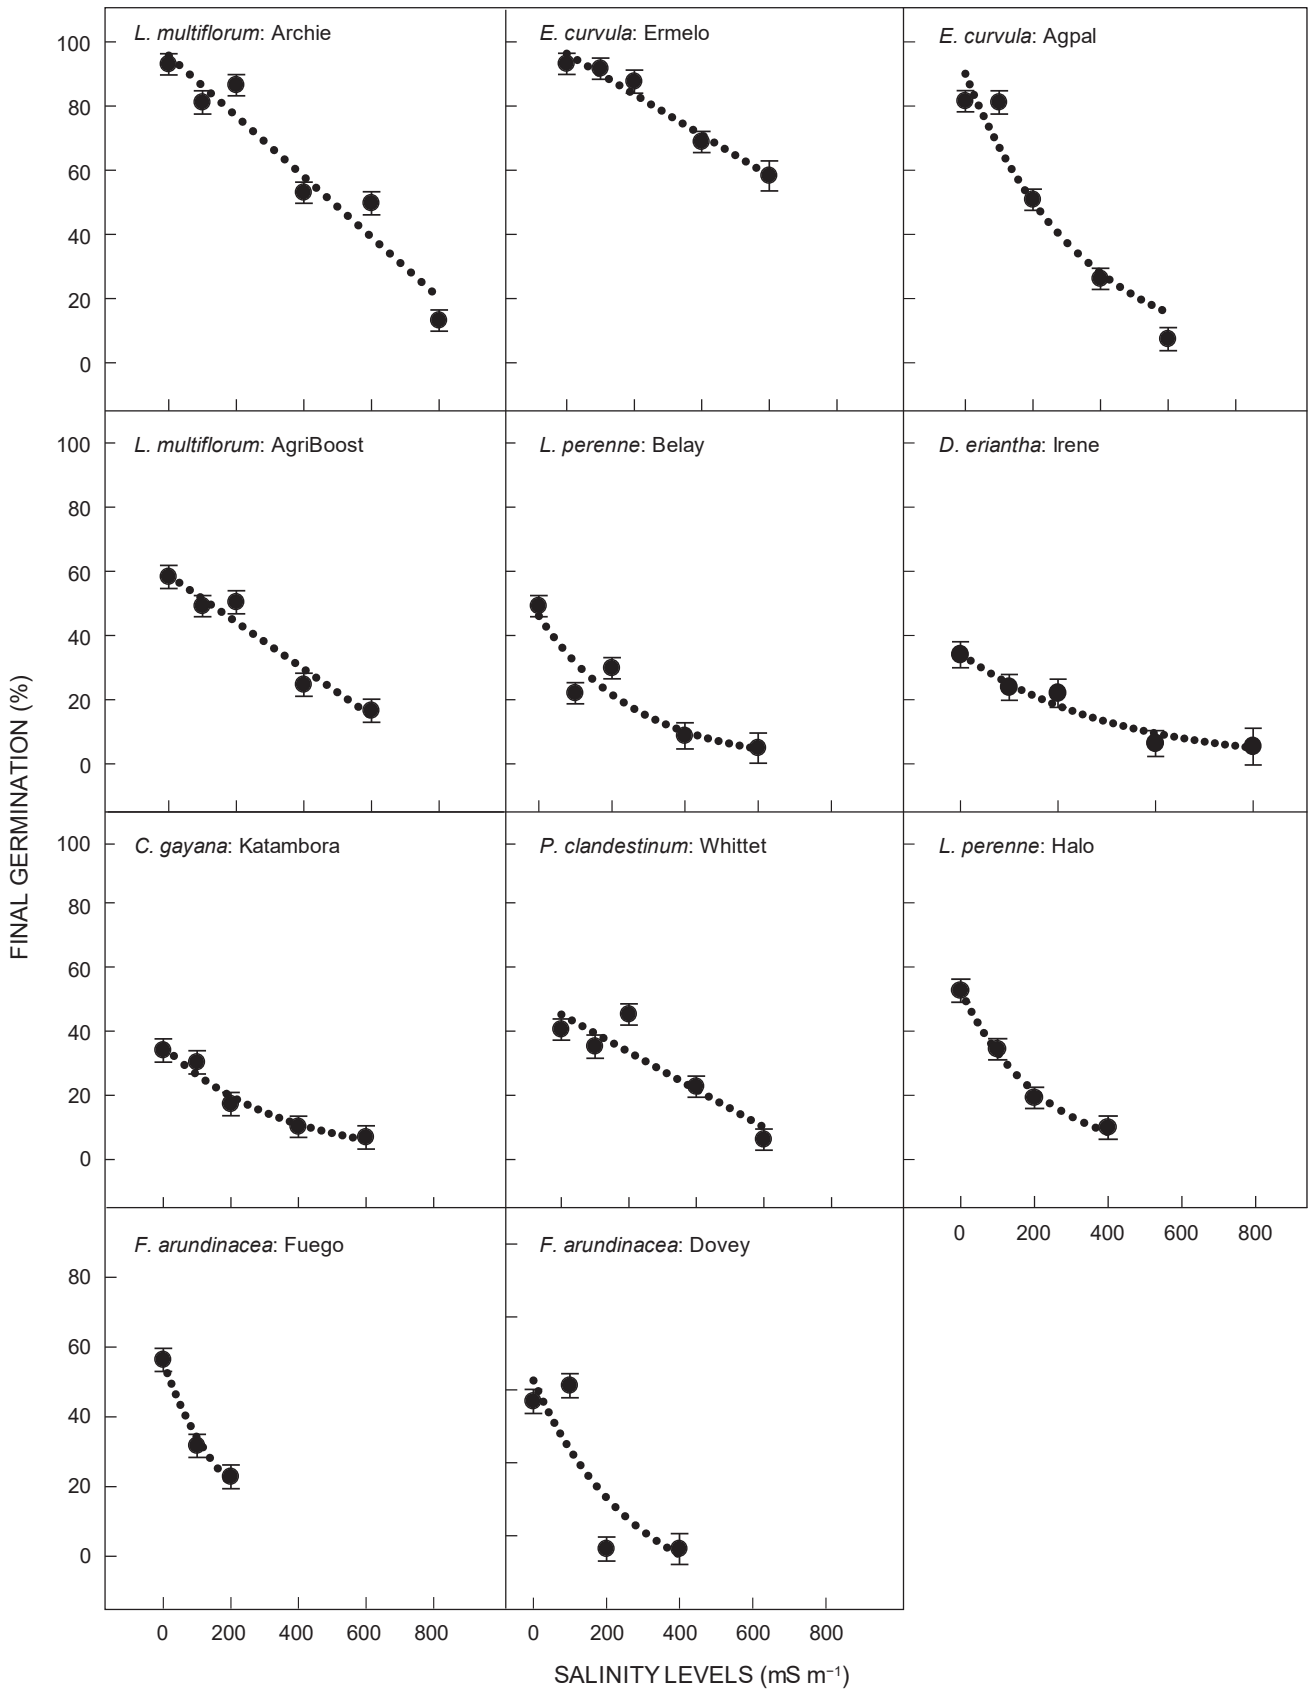 L. multiflorum: Archie
E. curvula: Ermelo
E. curvula: Agpal
100
80
60
40
20
0
L. multiflorum: AgriBoost
L. perenne: Belay
D. eriantha: Irene
100
80
60
40
20
0
C. gayana: Katambora
P. clandestinum: Whittet
L. perenne: Halo
100
80
60
40
20
0
0 200 400 600 800
F. arundinacea: Fuego
F. arundinacea: Dovey
80
60
40
20
0
0 200 400 600 800
0 200 400 600 800
FINAL GERMINATION (%)
SALINITY LEVELS (mS m⁻¹)